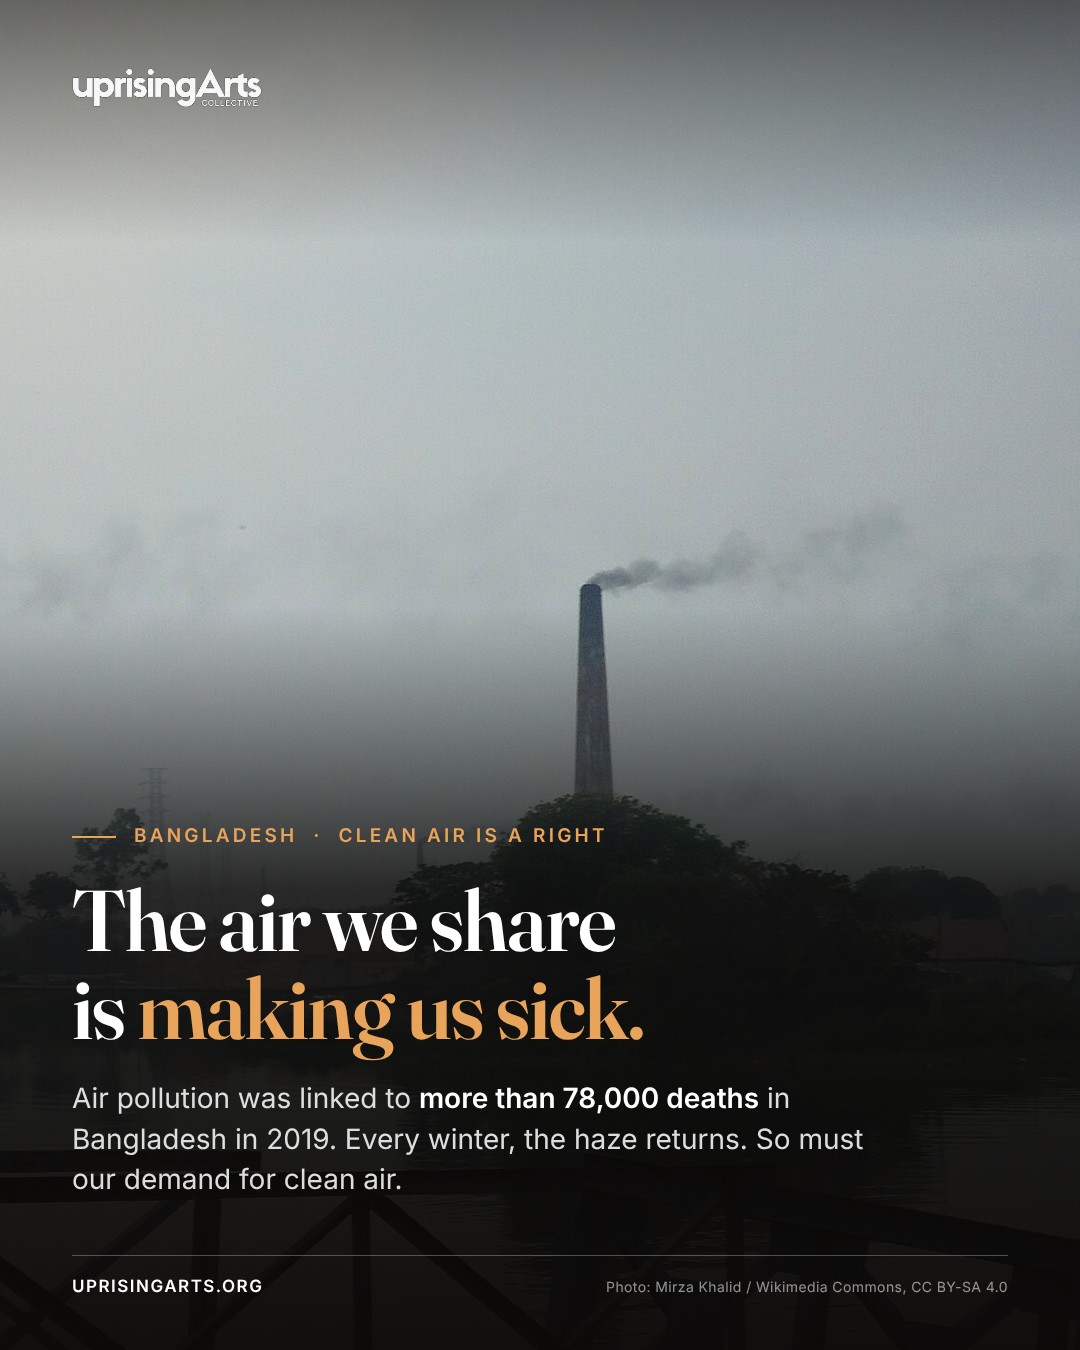 uprisingArts
COLLECTIVE
BANGLADESH · CLEAN AIR IS A RIGHT
The air we share
is making us sick.
Air pollution was linked to more than 78,000 deaths in
Bangladesh in 2019. Every winter, the haze returns. So must
our demand for clean air.
UPRISINGARTS.ORG
Photo: Mirza Khalid / Wikimedia Commons, CC BY-SA 4.0